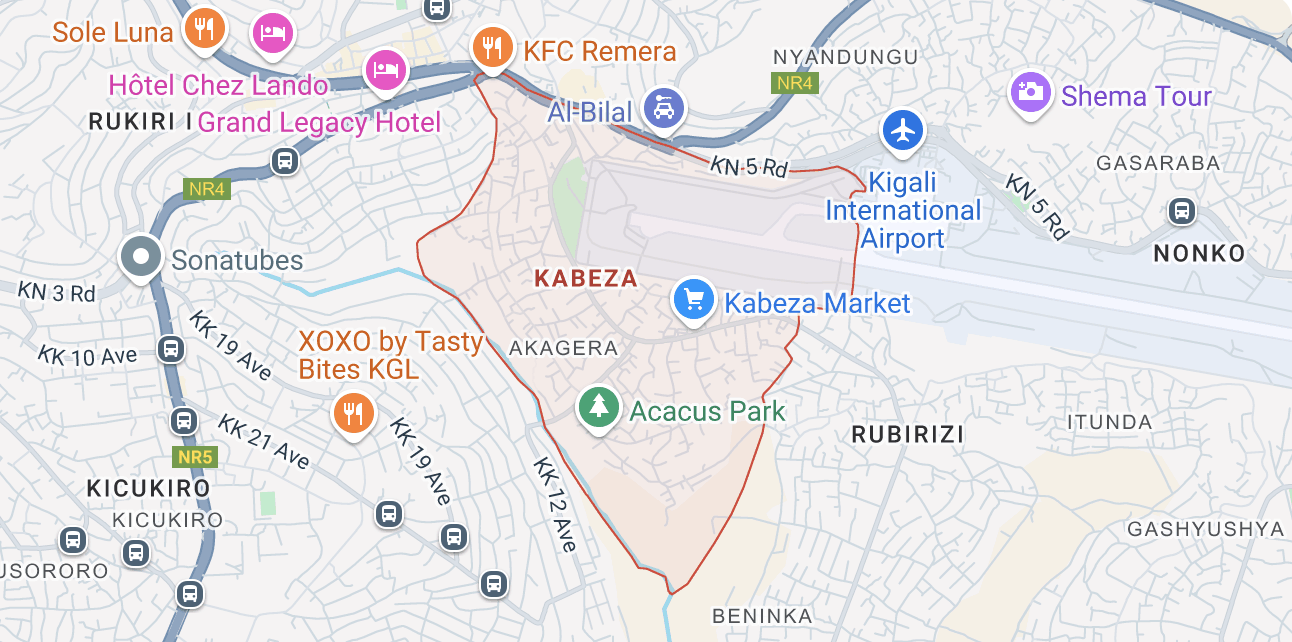 Sole Luna
KFC Remera
NYANDUNGU
NR4
Hôtel Chez Lando
Al-Bilal
Shema Tour
RUKIRI I
Grand Legacy Hotel
KN 5 Rd
GASARABA
NR4
Kigali
International
Airport
KN 5 Rd
NONKO
Sonatubes
KABEZA
KN 3 Rd
Kabeza Market
KK 19 Ave
KK 10 Ave
XOXO by Tasty
Bites KGL
AKAGERA
Acacus Park
ITUNDA
RUBIRIZI
KK 21 Ave
KK 19 Ave
NR5
KICUKIRO
KICUKIRO
KK 12 Ave
GASHYUSHYA
USORORO
BENINKA